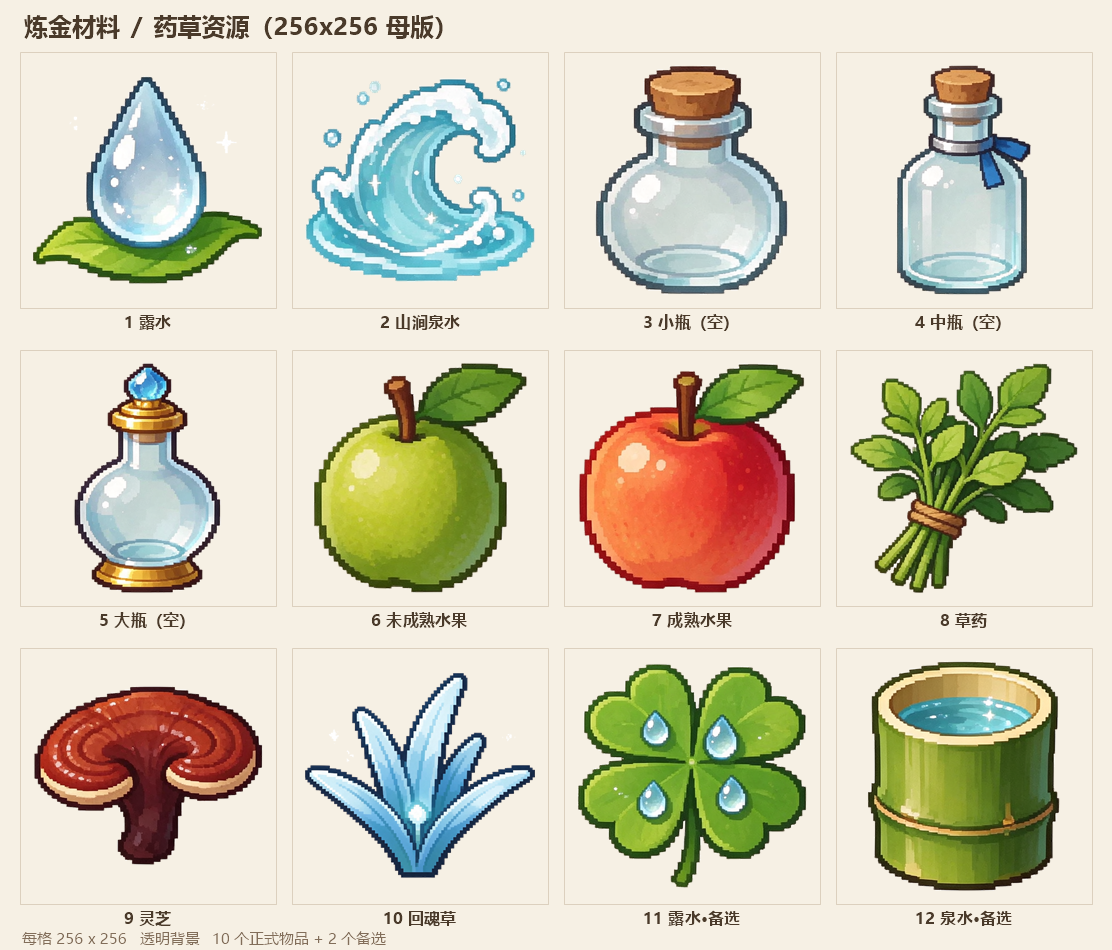 炼金材料 / 药草资源（256x256 母版）
1 露水
2 山涧泉水
3 小瓶（空）
4 中瓶（空）
5 大瓶（空）
6 未成熟水果
7 成熟水果
8 草药
9 灵芝
10 回魂草
11 露水·备选
12 泉水·备选
每格 256 x 256 透明背景 10 个正式物品 + 2 个备选